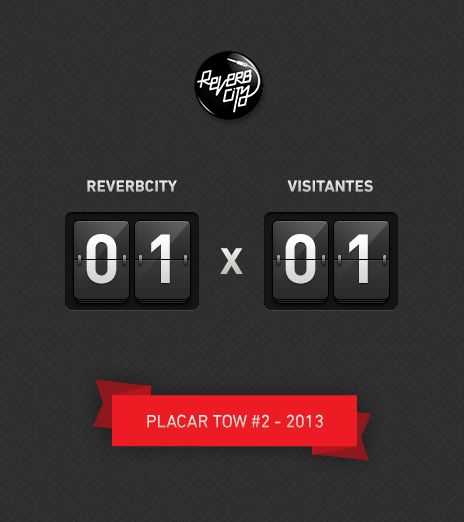 Reverb
City
REVERBCITY VISITANTES
01 x 01
PLACAR TOW #2 - 2013